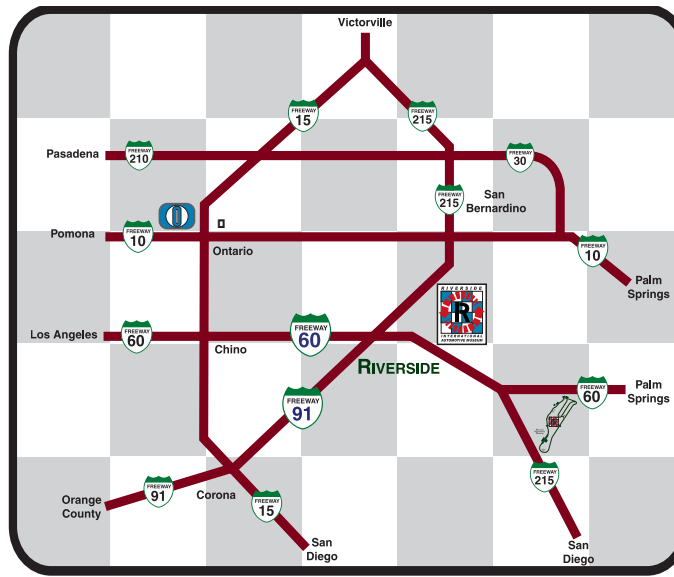 Victorville
FREEWAY
15
FREEWAY
215
Pasadena
FREEWAY
210
FREEWAY
30
FREEWAY
215
San
Bernardino
Pomona
FREEWAY
10
Ontario
FREEWAY
10
Palm
Springs
RIVERSIDE
R
INTERNATIONAL
AUTOMOTIVE MUSEUM
Los Angeles
FREEWAY
60
Chino
FREEWAY
60
RIVERSIDE
FREEWAY
60
Palm
Springs
FREEWAY
91
Orange
County
FREEWAY
91
Corona
FREEWAY
15
San
Diego
FREEWAY
215
San
Diego